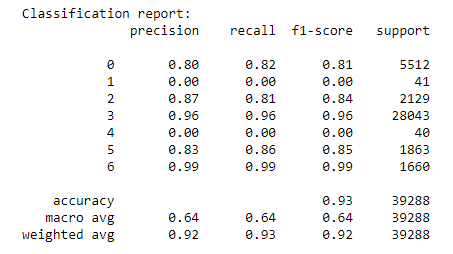 Classification report:
precision recall f1-score support
0 0.80 0.82 0.81 5512
1 0.00 0.00 0.00 41
2 0.87 0.81 0.84 2129
3 0.96 0.96 0.96 28043
4 0.00 0.00 0.00 40
5 0.83 0.86 0.85 1863
6 0.99 0.99 0.99 1660
accuracy 0.93 39288
macro avg 0.64 0.64 0.64 39288
weighted avg 0.92 0.93 0.92 39288